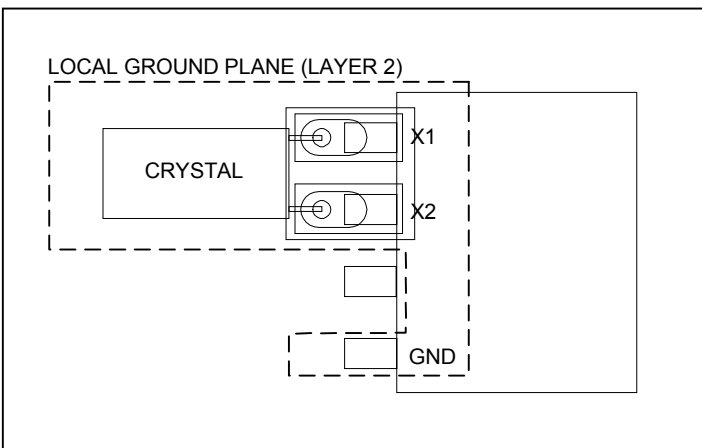 LOCAL GROUND PLANE (LAYER 2)
X1
CRYSTAL
X2
GND